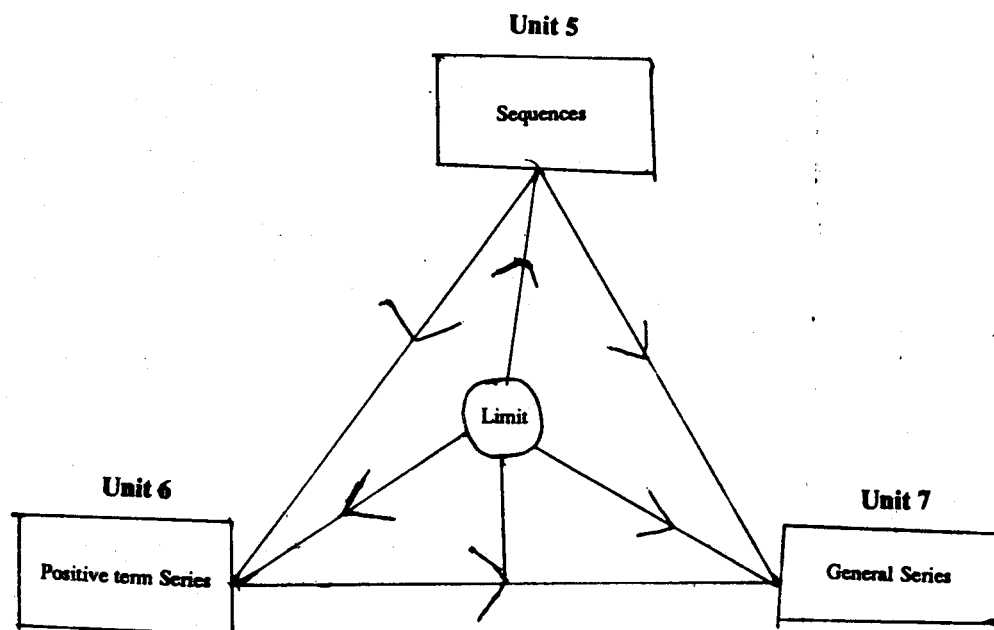 Unit 5
Sequences
Limit
Unit 6
Unit 7
Positive term Series
General Series